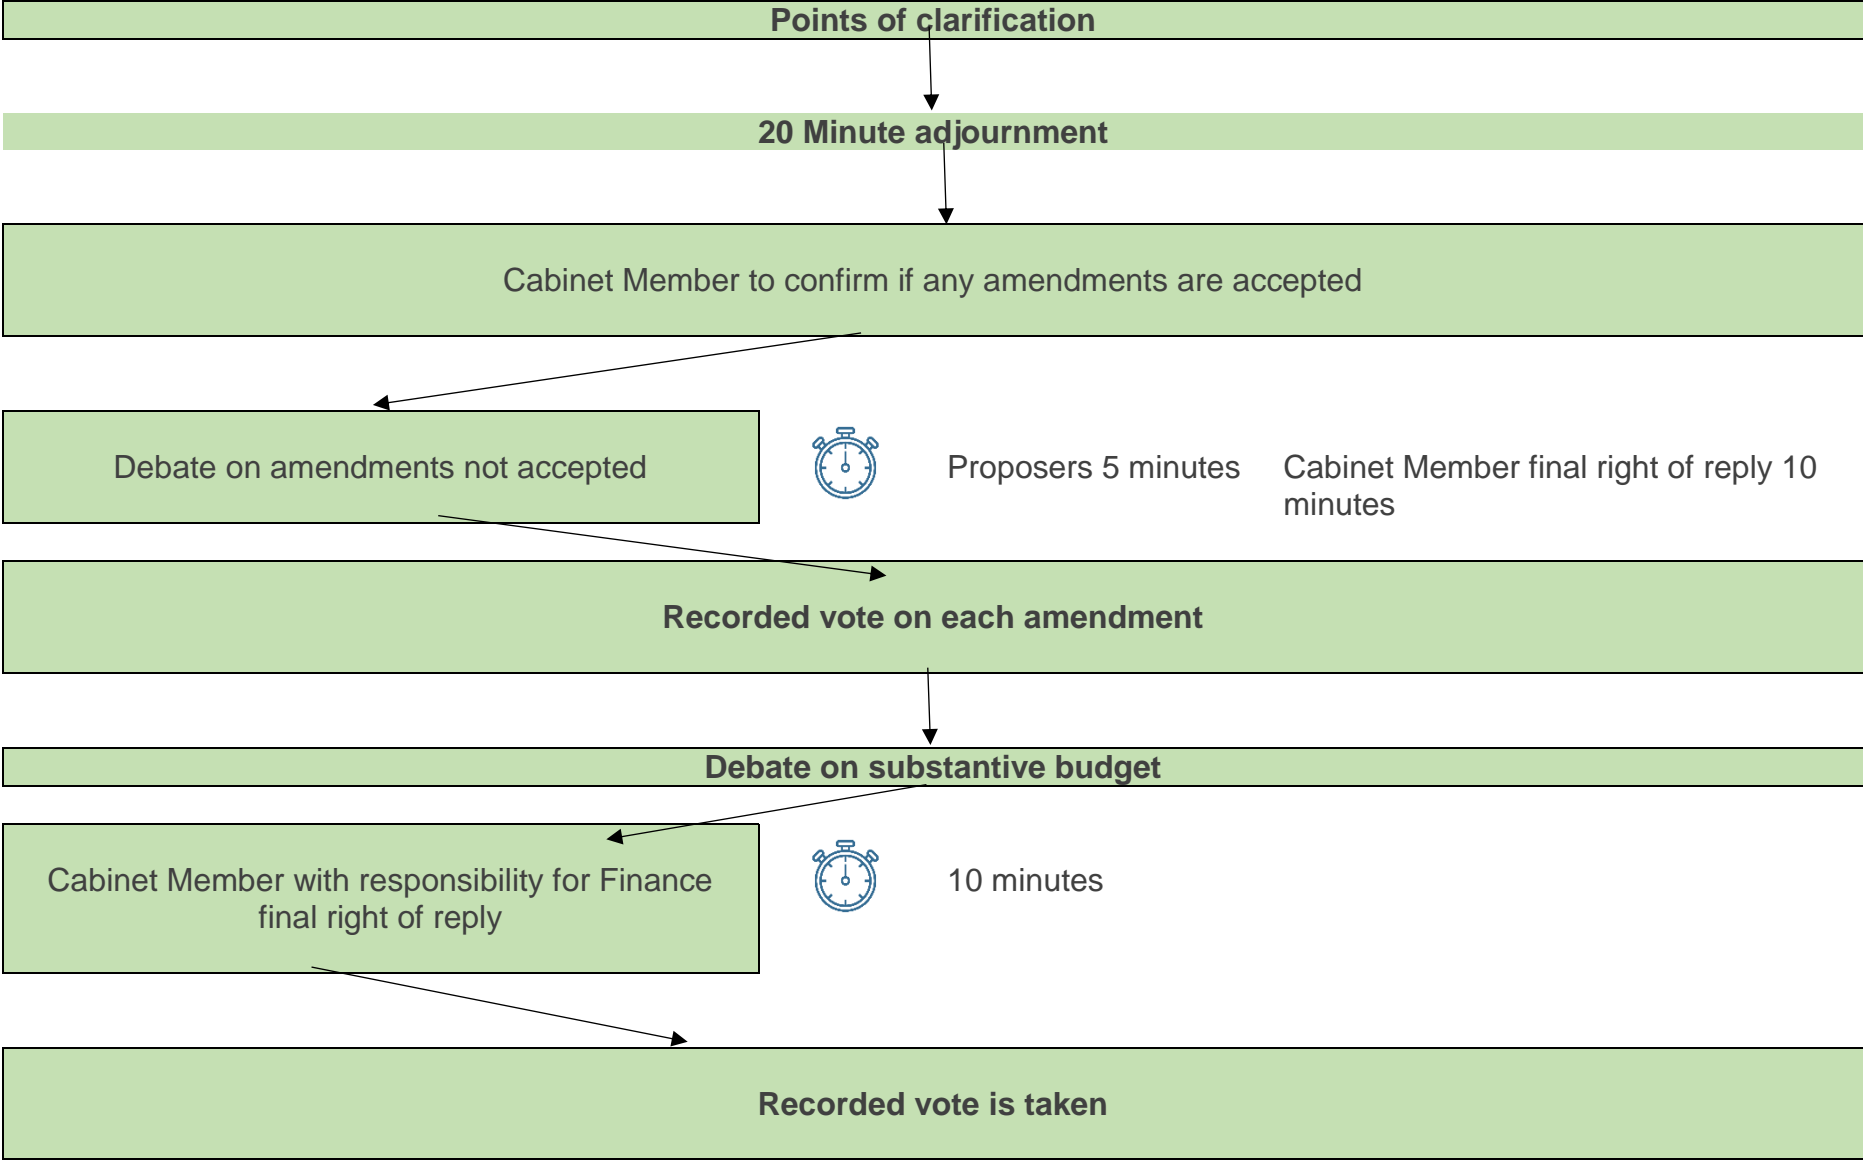 Points of clarification
20 Minute adjournment
Cabinet Member to confirm if any amendments are accepted
Debate on amendments not accepted
Proposers 5 minutes
Cabinet Member final right of reply 10
minutes
Recorded vote on each amendment
Debate on substantive budget
Cabinet Member with responsibility for Finance
final right of reply
10 minutes
Recorded vote is taken